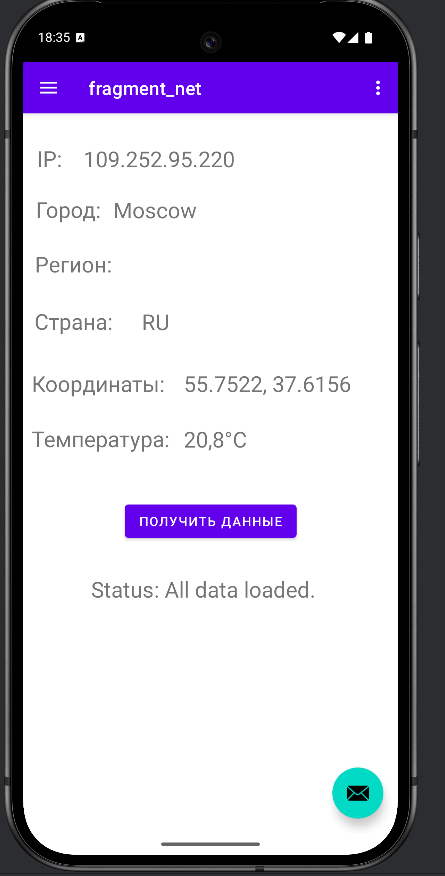 18:35 A
fragment_net
IP: 109.252.95.220
Город: Moscow
Регион:
Страна: RU
Координаты: 55.7522, 37.6156
Температура: 20,8°C
ПОЛУЧИТЬ ДАННЫЕ
Status: All data loaded.